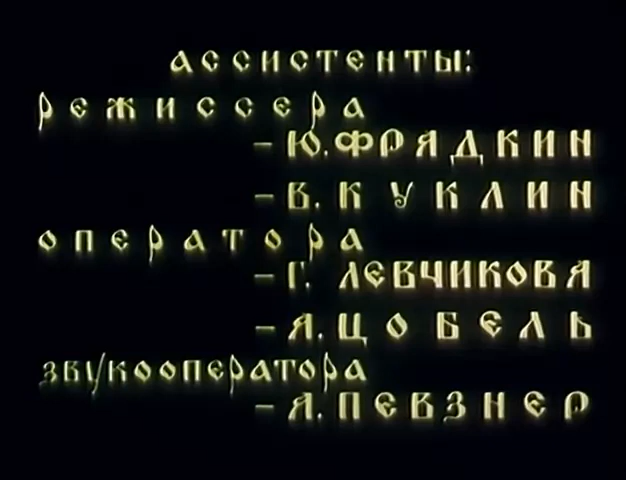 ассистенты:
режиссера
– Ю. ФРЯДКИН
– В. КУКЛИН
оператора
– Г. ЛЕВЧИКОВА
– Я. ЦОБЕЛЬ
звукооператора
– Я. ПЕВЗНЕР